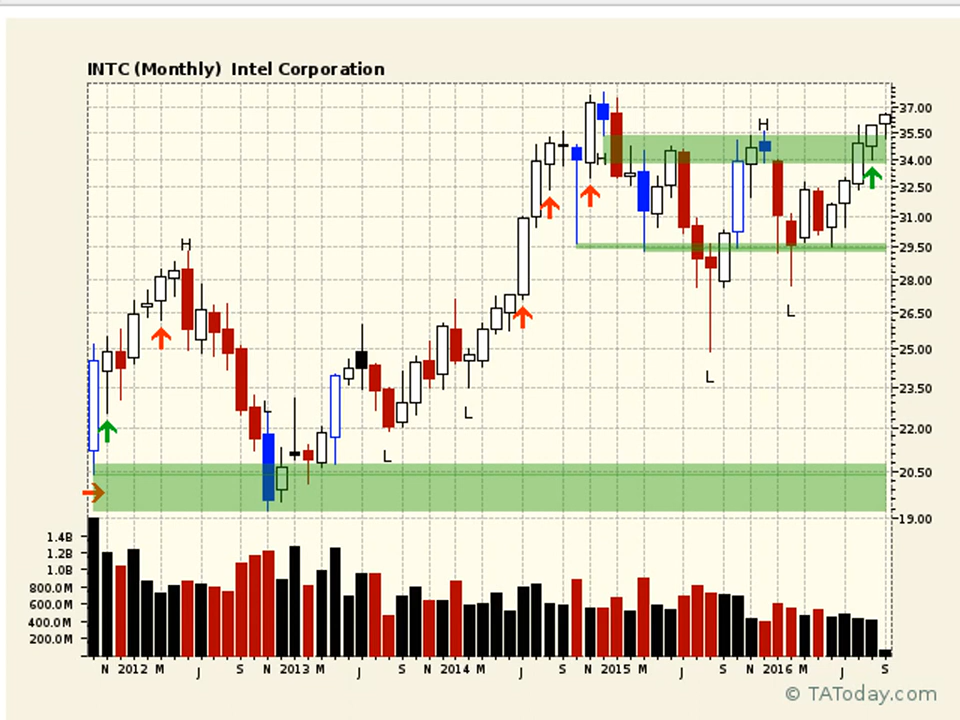 INTC (Monthly) Intel Corporation
37.00
H
35.50
H
34.00
32.50
31.00
H
29.50
28.00
L
26.50
25.00
L
23.50
L
L
22.00
L
20.50
19.00
1.4B
1.2B
1.0B
800.0M
600.0M
400.0M
200.0M
N 2012 M J S N 2013 M J S N 2014 M J S N 2015 M J S N 2016 M J S
© TAToday.com